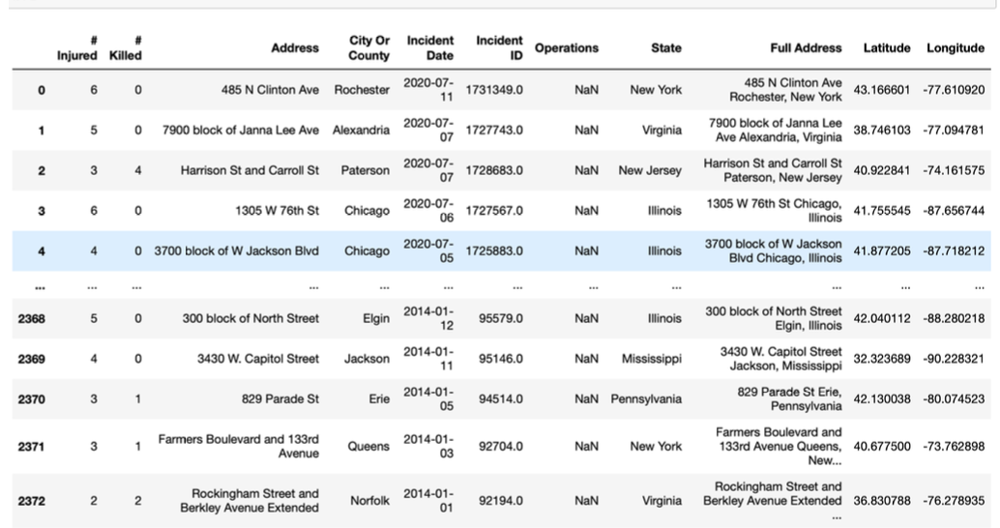 # Injured # Killed Address City Or County Incident Date Incident ID Operations State Full Address Latitude Longitude
0 6 0 485 N Clinton Ave Rochester 2020-07-11 1731349.0 NaN New York 485 N Clinton Ave Rochester, New York 43.166601 -77.610920
1 5 0 7900 block of Janna Lee Ave Alexandria 2020-07-07 1727743.0 NaN Virginia 7900 block of Janna Lee Ave Alexandria, Virginia 38.746103 -77.094781
2 3 4 Harrison St and Carroll St Paterson 2020-07-07 1728683.0 NaN New Jersey Harrison St and Carroll St Paterson, New Jersey 40.922841 -74.161575
3 6 0 1305 W 76th St Chicago 2020-07-06 1727567.0 NaN Illinois 1305 W 76th St Chicago, Illinois 41.755545 -87.656744
4 4 0 3700 block of W Jackson Blvd Chicago 2020-07-05 1725883.0 NaN Illinois 3700 block of W Jackson Blvd Chicago, Illinois 41.877205 -87.718212
... ... ... ... ... ... ... ... ... ... ... ...
2368 5 0 300 block of North Street Elgin 2014-01-12 95579.0 NaN Illinois 300 block of North Street Elgin, Illinois 42.040112 -88.280218
2369 4 0 3430 W. Capitol Street Jackson 2014-01-11 95146.0 NaN Mississippi 3430 W. Capitol Street Jackson, Mississippi 32.323689 -90.228321
2370 3 1 829 Parade St Erie 2014-01-05 94514.0 NaN Pennsylvania 829 Parade St Erie, Pennsylvania 42.130038 -80.074523
2371 3 1 Farmers Boulevard and 133rd Avenue Queens 2014-01-03 92704.0 NaN New York Farmers Boulevard and 133rd Avenue Queens, New... 40.677500 -73.762898
2372 2 2 Rockingham Street and Berkley Avenue Extended Norfolk 2014-01-01 92194.0 NaN Virginia Rockingham Street and Berkley Avenue Extended ... 36.830788 -76.278935